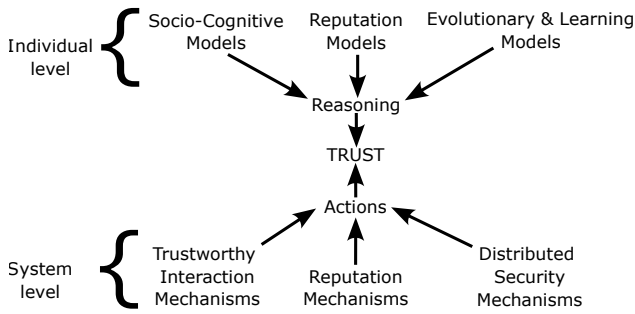 Individual
level
Socio-Cognitive
Models
Reputation
Models
Evolutionary & Learning
Models
Reasoning
TRUST
Actions
System
level
Trustworthy
Interaction
Mechanisms
Reputation
Mechanisms
Distributed
Security
Mechanisms